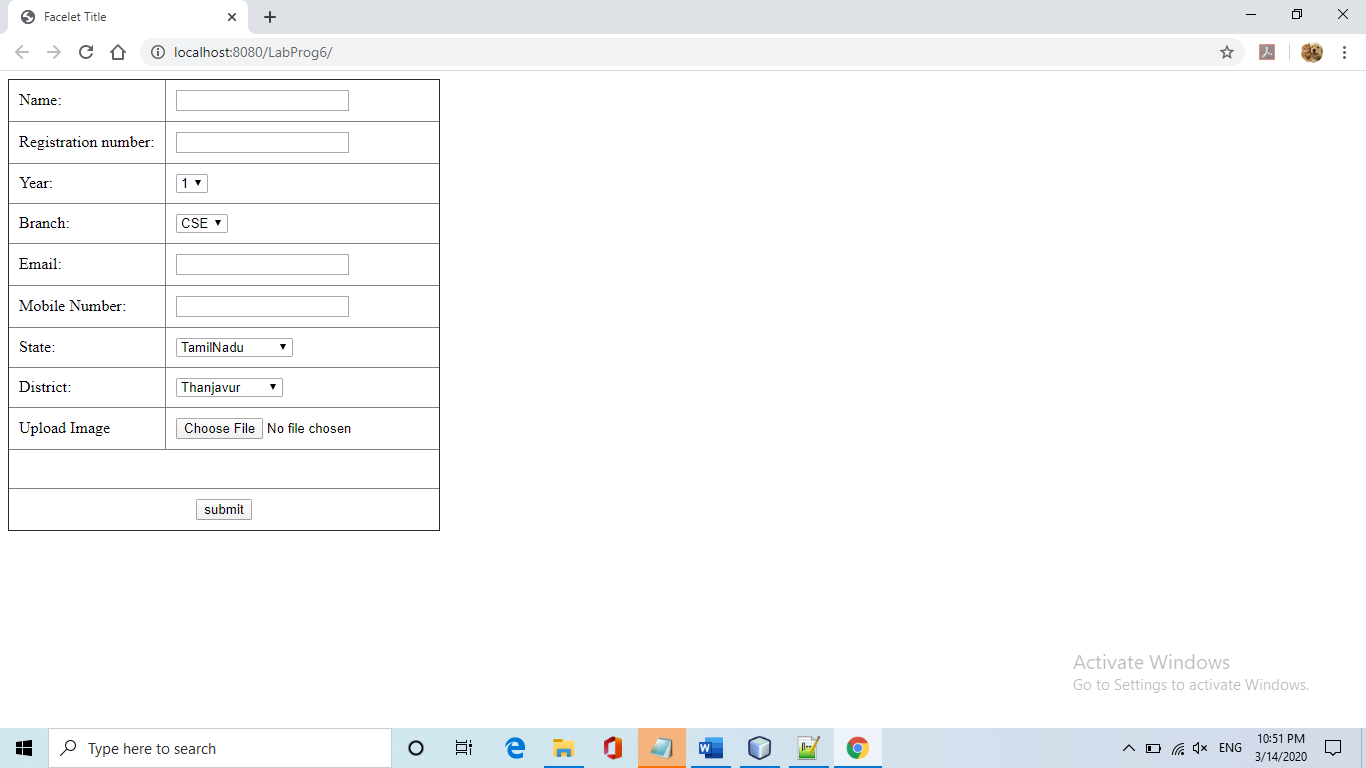 Facelet Title
localhost:8080/LabProg6/
Name:
Registration number:
Year: 1
Branch: CSE
Email:
Mobile Number:
State: TamilNadu
District: Thanjavur
Upload Image Choose File No file chosen
submit
Activate Windows
Go to Settings to activate Windows.
Type here to search
ENG
10:51 PM
3/14/2020